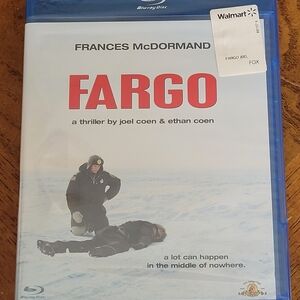 Blu-ray Disc
Walmart
FRANCES McDORMAND
FARGO (BD)
FOX
FARGO
a thriller by joel coen & ethan coen
a lot can happen
in the middle of nowhere.